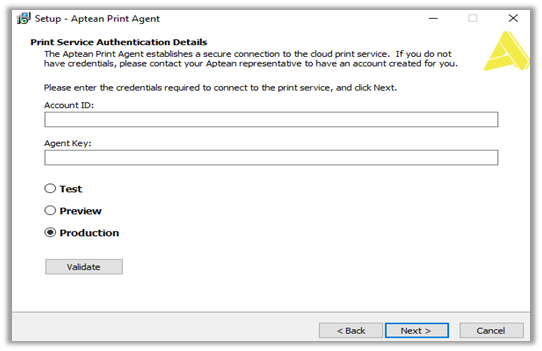 Setup - Aptean Print Agent
Print Service Authentication Details
The Aptean Print Agent establishes a secure connection to the cloud print service.  If you do not
have credentials, please contact your Aptean representative to have an account created for you.
Please enter the credentials required to connect to the print service, and click Next.
Account ID:
Agent Key:
Test
Preview
Production
Validate
< Back
Next >
Cancel